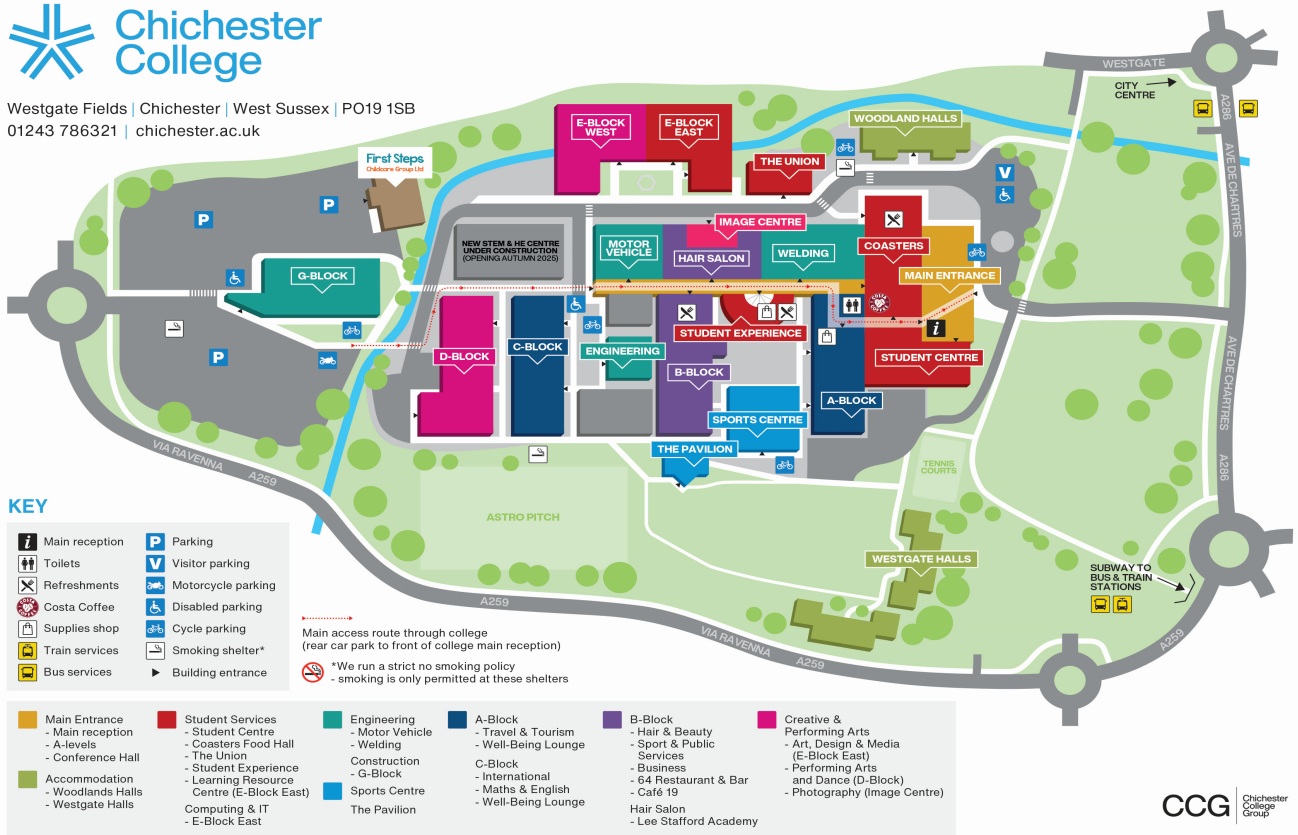 Chichester
College
Westgate Fields | Chichester | West Sussex | PO19 1SB
01243 786321 | chichester.ac.uk
First Steps
Childcare Group Ltd
E-BLOCK
WEST
E-BLOCK
EAST
THE UNION
WOODLAND HALLS
WESTGATE
CITY
CENTRE
A286
AVE DE CHARTRES
P
P
V
IMAGE CENTRE
NEW STEM & HE CENTRE
UNDER CONSTRUCTION
(OPENING AUTUMN 2025)
MOTOR
VEHICLE
HAIR SALON
WELDING
COASTERS
MAIN ENTRANCE
G-BLOCK
COSTA
COFFEE
i
STUDENT EXPERIENCE
D-BLOCK
C-BLOCK
ENGINEERING
STUDENT CENTRE
P
B-BLOCK
A-BLOCK
AVE DE CHARTRES
SPORTS CENTRE
THE PAVILION
VIA RAVENNA
A259
TENNIS
COURTS
A286
ASTRO PITCH
WESTGATE HALLS
SUBWAY TO
BUS & TRAIN
STATIONS
A259
VIA RAVENNA
A259
A259
KEY
i Main reception
Toilets
Refreshments
Costa Coffee
Supplies shop
Train services
Bus services
P Parking
V Visitor parking
Motorcycle parking
Disabled parking
Cycle parking
Smoking shelter*
Building entrance
Main access route through college
(rear car park to front of college main reception)
*We run a strict no smoking policy
- smoking is only permitted at these shelters
Main Entrance
- Main reception
- A-levels
- Conference Hall
Accommodation
- Woodlands Halls
- Westgate Halls
Student Services
- Student Centre
- Coasters Food Hall
- The Union
- Student Experience
- Learning Resource
Centre (E-Block East)
Computing & IT
- E-Block East
Engineering
- Motor Vehicle
- Welding
Construction
- G-Block
Sports Centre
The Pavilion
A-Block
- Travel & Tourism
- Well-Being Lounge
C-Block
- International
- Maths & English
- Well-Being Lounge
B-Block
- Hair & Beauty
- Sport & Public
Services
- Business
- 64 Restaurant & Bar
- Café 19
Hair Salon
- Lee Stafford Academy
Creative &
Performing Arts
- Art, Design & Media
(E-Block East)
- Performing Arts
and Dance (D-Block)
- Photography (Image Centre)
CCG
Chichester
College
Group